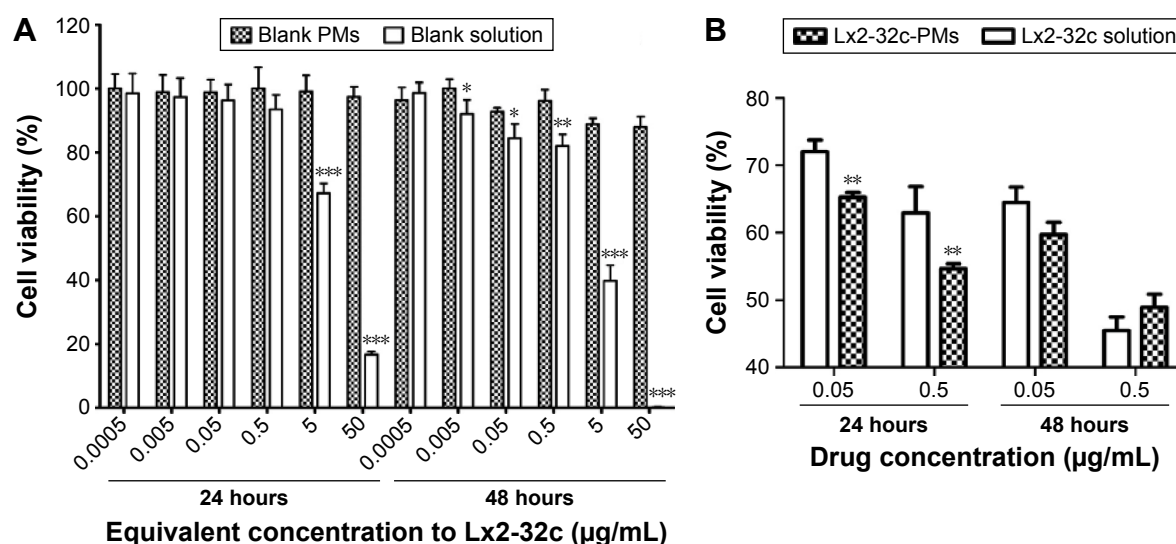 A
Blank PMs Blank solution
Cell viability (%)
120
100
80
60
40
20
0
* * ** *** *** *** ***
0.0005 0.005 0.05 0.5 5 50 0.0005 0.005 0.05 0.5 5 50
24 hours 48 hours
Equivalent concentration to Lx2-32c (µg/mL)
B
Lx2-32c-PMs Lx2-32c solution
Cell viability (%)
80
70
60
50
40
** **
0.05 0.5 0.05 0.5
24 hours 48 hours
Drug concentration (µg/mL)